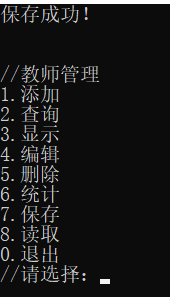 保存成功!
//教师管理
1.添加
2.查询
3.显示
4.编辑
5.删除
6.统计
7.保存
8.读取
0.退出
//请选择: